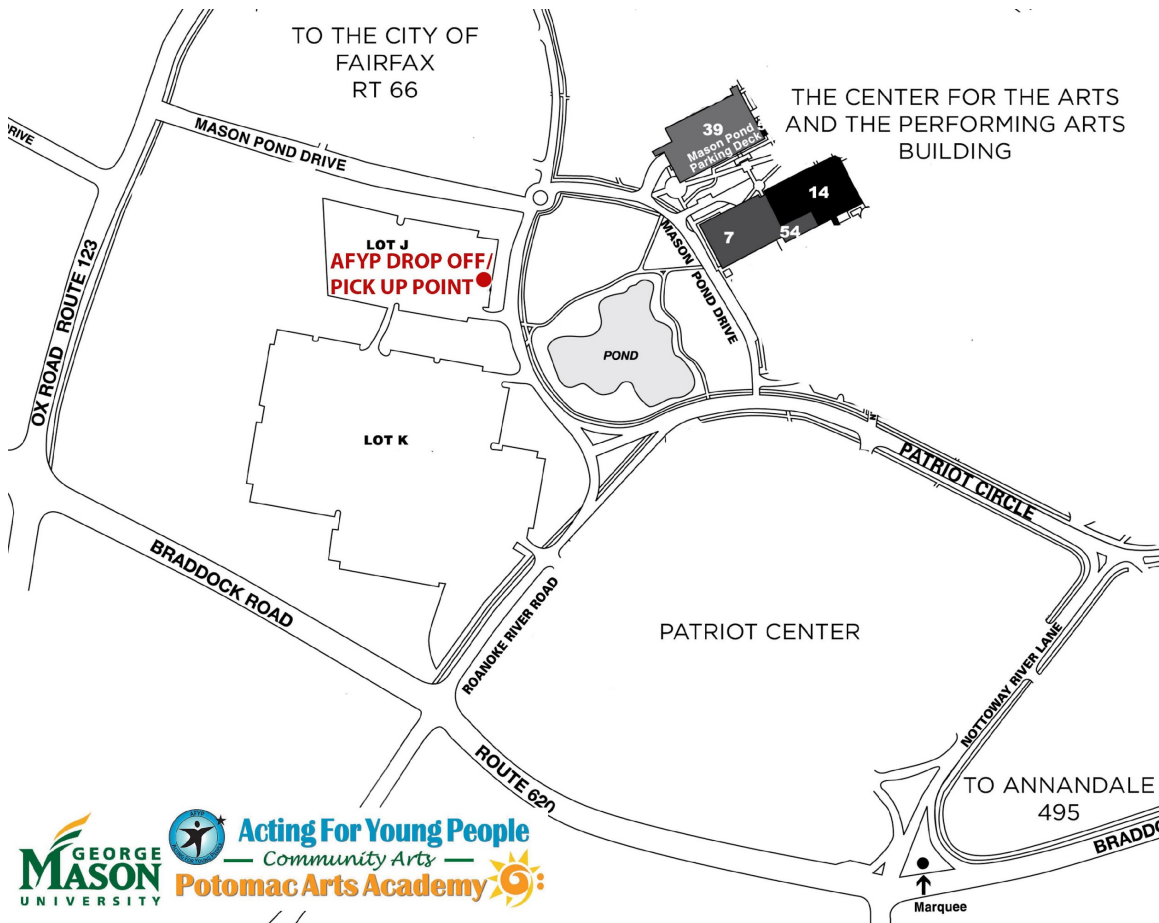 TO THE CITY OF
FAIRFAX
RT 66
THE CENTER FOR THE ARTS
AND THE PERFORMING ARTS
BUILDING
DRIVE
MASON POND DRIVE
39
Mason Pond
Parking Deck
14
7
54
MASON POND DRIVE
LOT J
AFYP DROP OFF/
PICK UP POINT
OX ROAD ROUTE 123
POND
LOT K
PATRIOT CIRCLE
BRADDOCK ROAD
ROANOKE RIVER ROAD
PATRIOT CENTER
NOTTOWAY RIVER LANE
ROUTE 620
TO ANNANDALE
495
BRADDO
Marquee
GEORGE
MASON
UNIVERSITY
AFYP
Acting For Young People
Community Arts
Potomac Arts Academy